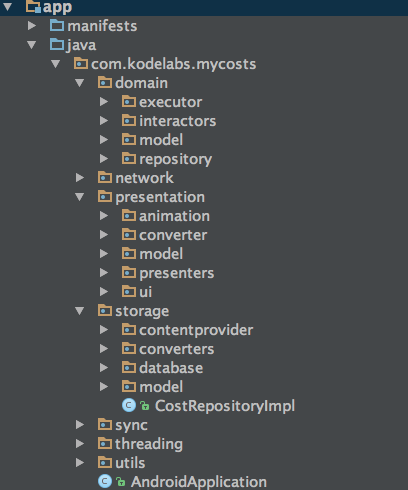 app
manifests
java
com.kodelabs.mycosts
domain
executor
interactors
model
repository
network
presentation
animation
converter
model
presenters
ui
storage
contentprovider
converters
database
model
C CostRepositoryImpl
sync
threading
utils
C AndroidApplication